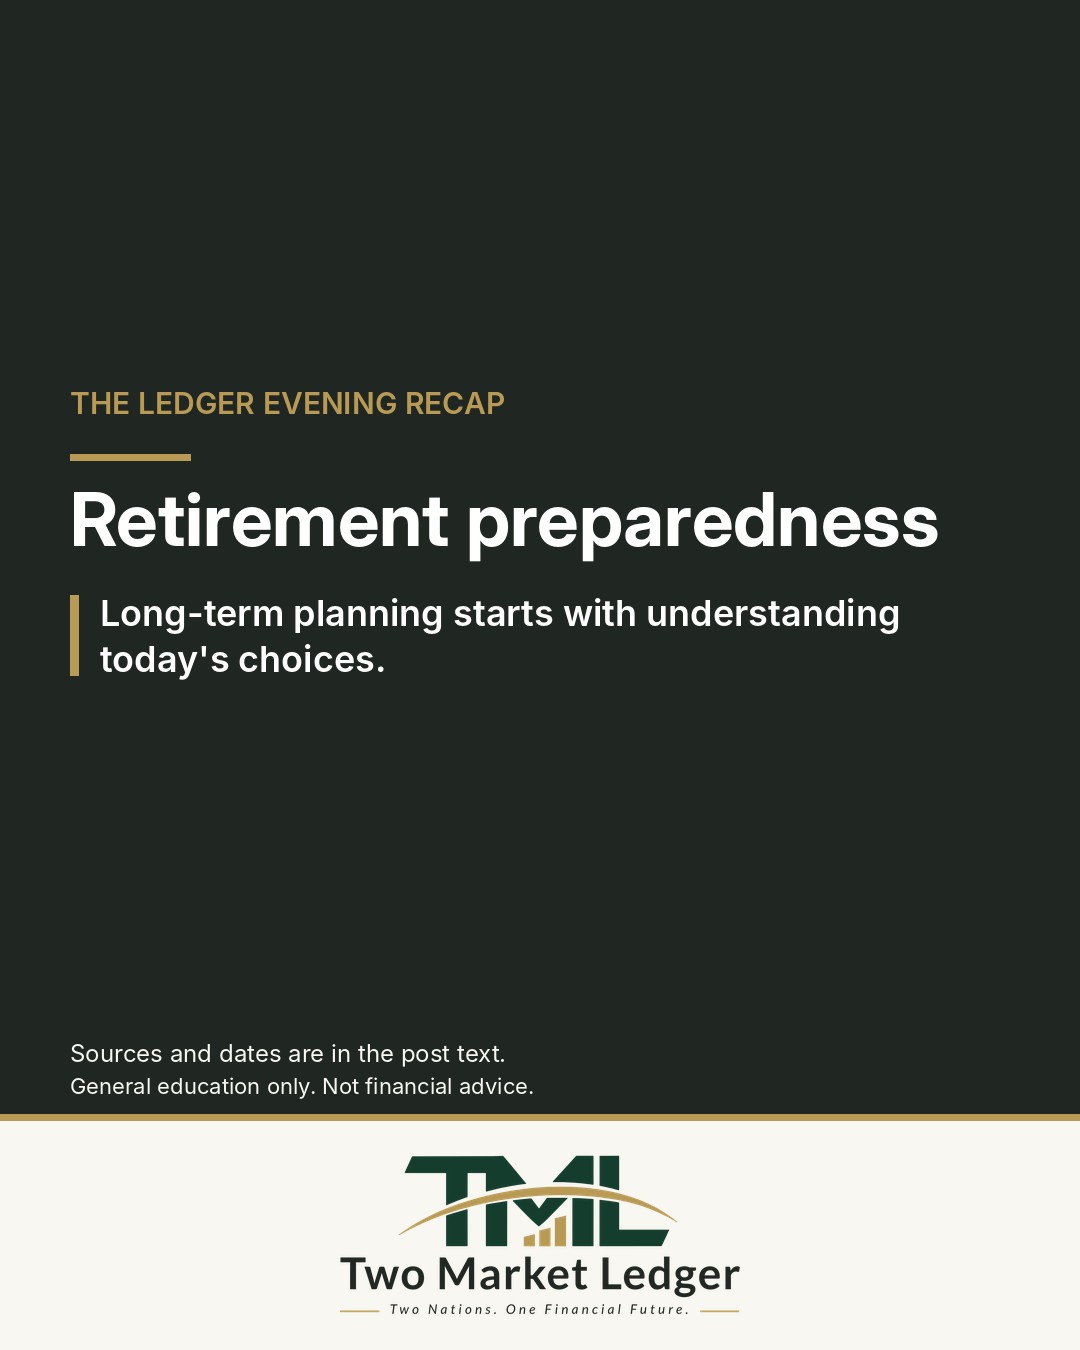 THE LEDGER EVENING RECAP
Retirement preparedness
Long-term planning starts with understanding
today's choices.
Sources and dates are in the post text.
General education only. Not financial advice.
TML
Two Market Ledger
Two Nations. One Financial Future.